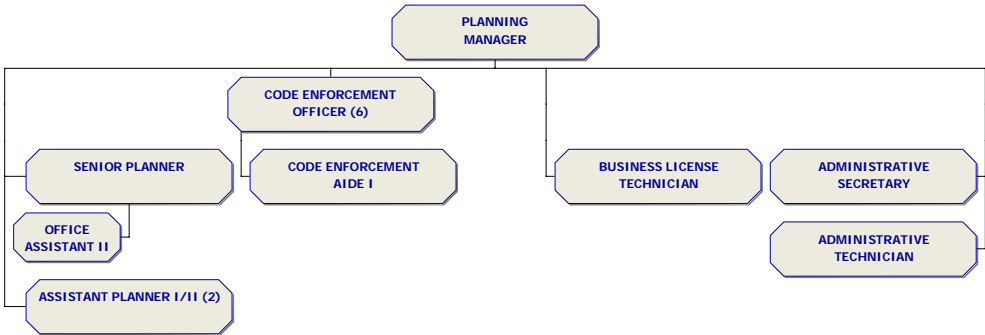 PLANNING
MANAGER
CODE ENFORCEMENT
OFFICER (6)
SENIOR PLANNER
CODE ENFORCEMENT
AIDE I
BUSINESS LICENSE
TECHNICIAN
ADMINISTRATIVE
SECRETARY
OFFICE
ASSISTANT II
ADMINISTRATIVE
TECHNICIAN
ASSISTANT PLANNER I/II (2)